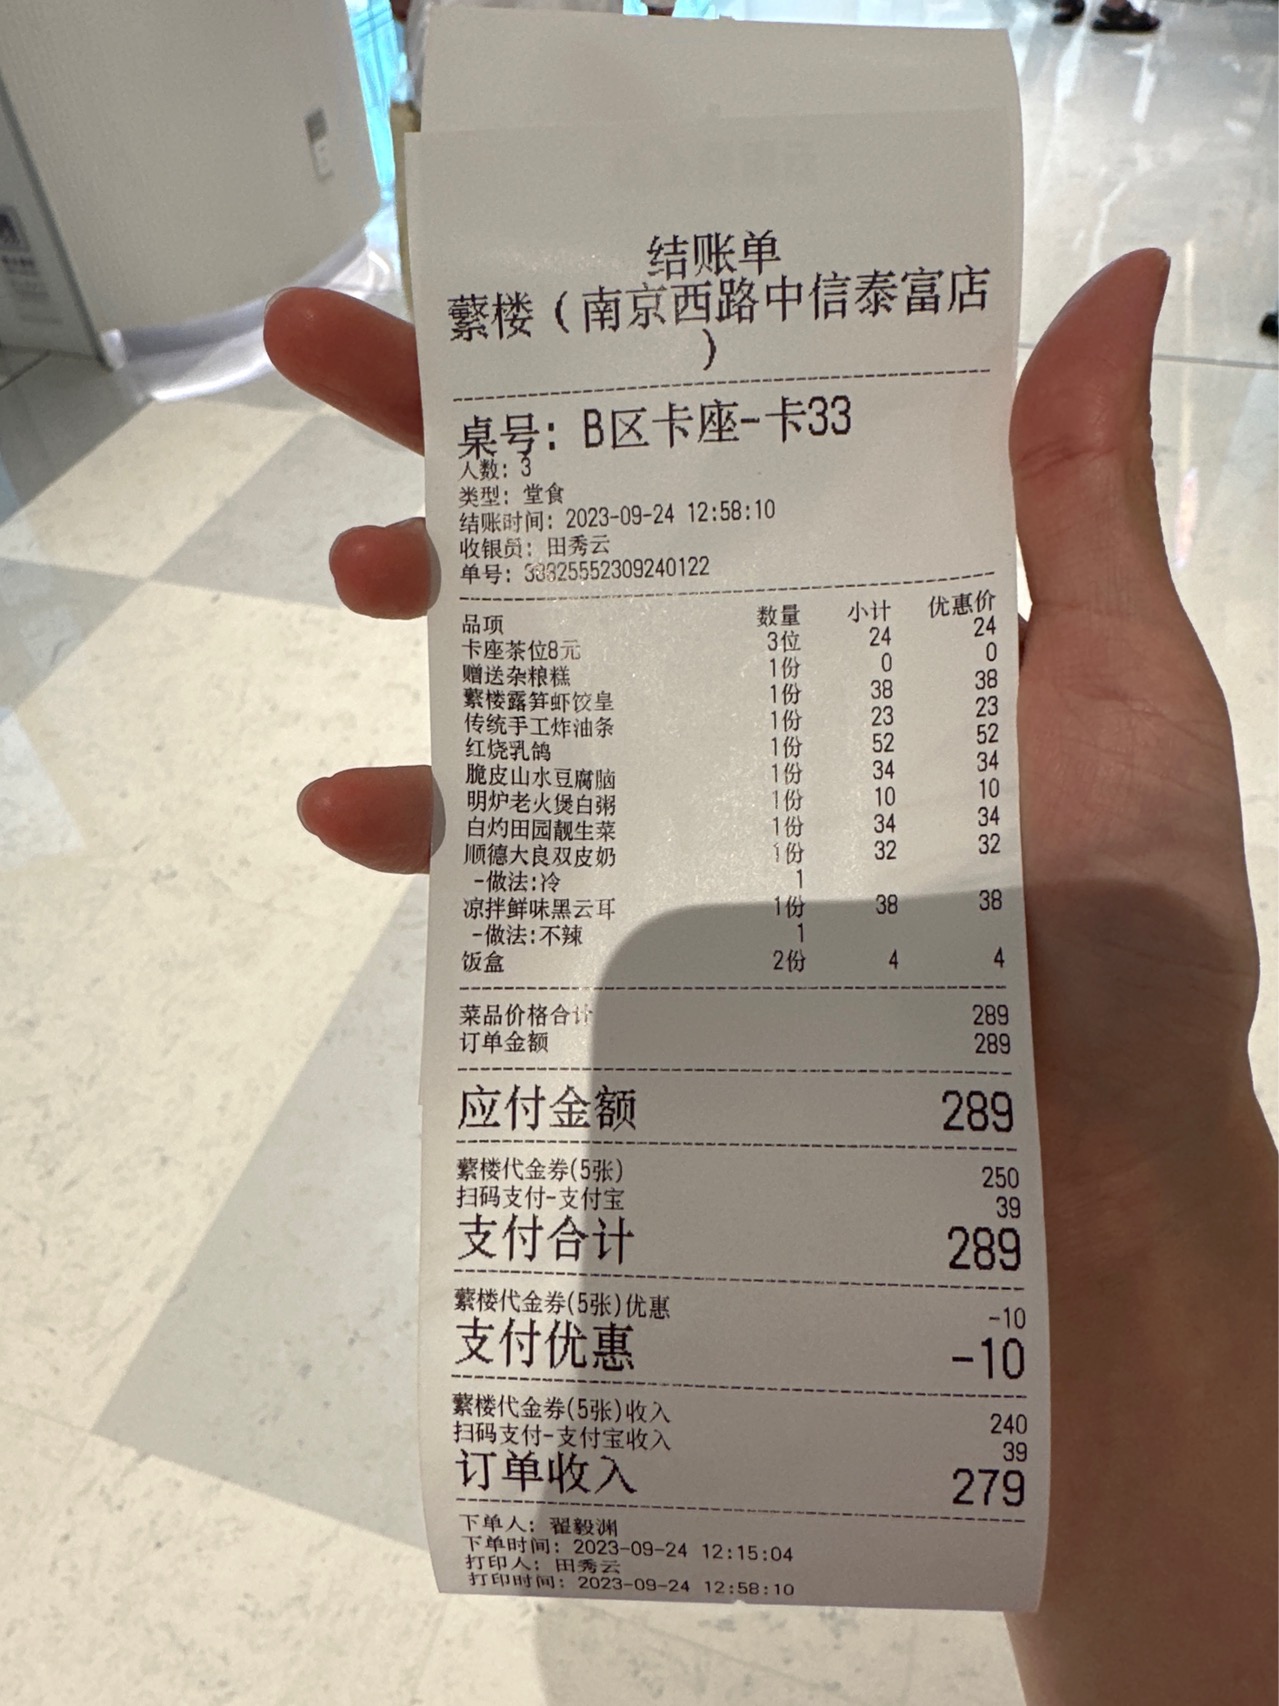 结账单
蘩楼（南京西路中信泰富店
）
桌号: B区卡座-卡33
人数: 3
类型: 堂食
结账时间: 2023-09-24 12:58:10
收银员: 田秀云
单号: 33325552309240122
品项 数量 小计 优惠价
卡座茶位8元 3位 24 24
赠送杂粮糕 1份 0 0
蘩楼露笋虾饺皇 1份 38 38
传统手工炸油条 1份 23 23
红烧乳鸽 1份 52 52
脆皮山水豆腐脑 1份 34 34
明炉老火煲白粥 1份 10 10
白灼田园靓生菜 1份 34 34
顺德大良双皮奶 1份 32 32
-做法:冷 1
凉拌鲜味黑云耳 1份 38 38
-做法:不辣 1
饭盒 2份 4 4
菜品价格合计 289
订单金额 289
应付金额 289
蘩楼代金券(5张) 250
扫码支付-支付宝 39
支付合计 289
蘩楼代金券(5张)优惠 -10
支付优惠 -10
蘩楼代金券(5张)收入 240
扫码支付-支付宝收入 39
订单收入 279
下单人: 翟毅渊
下单时间: 2023-09-24 12:15:04
打印人: 田秀云
打印时间: 2023-09-24 12:58:10